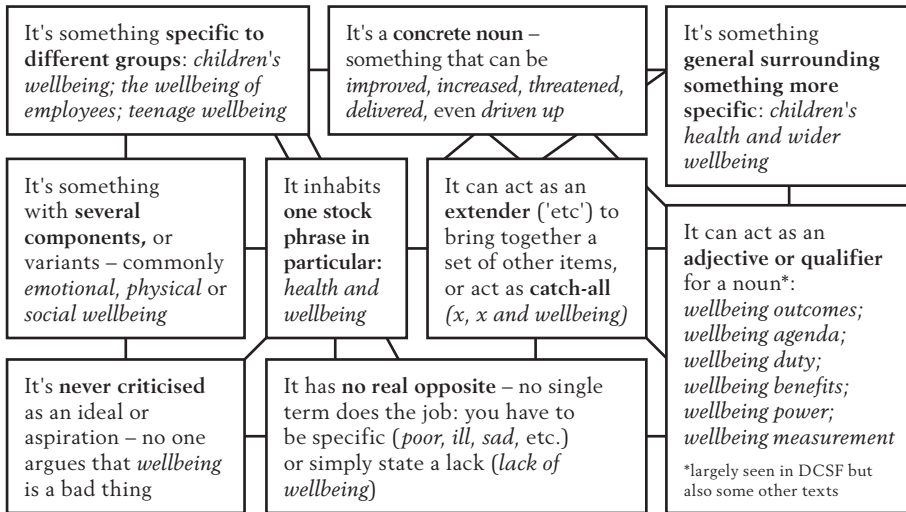 It's something specific to
different groups: children's
wellbeing; the wellbeing of
employees; teenage wellbeing
It's a concrete noun –
something that can be
improved, increased, threatened,
delivered, even driven up
It's something
general surrounding
something more
specific: children's
health and wider
wellbeing
It's something
with several
components, or
variants – commonly
emotional, physical or
social wellbeing
It inhabits
one stock
phrase in
particular:
health and
wellbeing
It can act as an
extender ('etc') to
bring together a
set of other items,
or act as catch-all
(x, x and wellbeing)
It can act as an
adjective or qualifier
for a noun*:
wellbeing outcomes;
wellbeing agenda;
wellbeing duty;
wellbeing benefits;
wellbeing power;
wellbeing measurement
*largely seen in DCSF but
also some other texts
It's never criticised
as an ideal or
aspiration – no one
argues that wellbeing
is a bad thing
It has no real opposite – no single
term does the job: you have to
be specific (poor, ill, sad, etc.)
or simply state a lack (lack of
wellbeing)